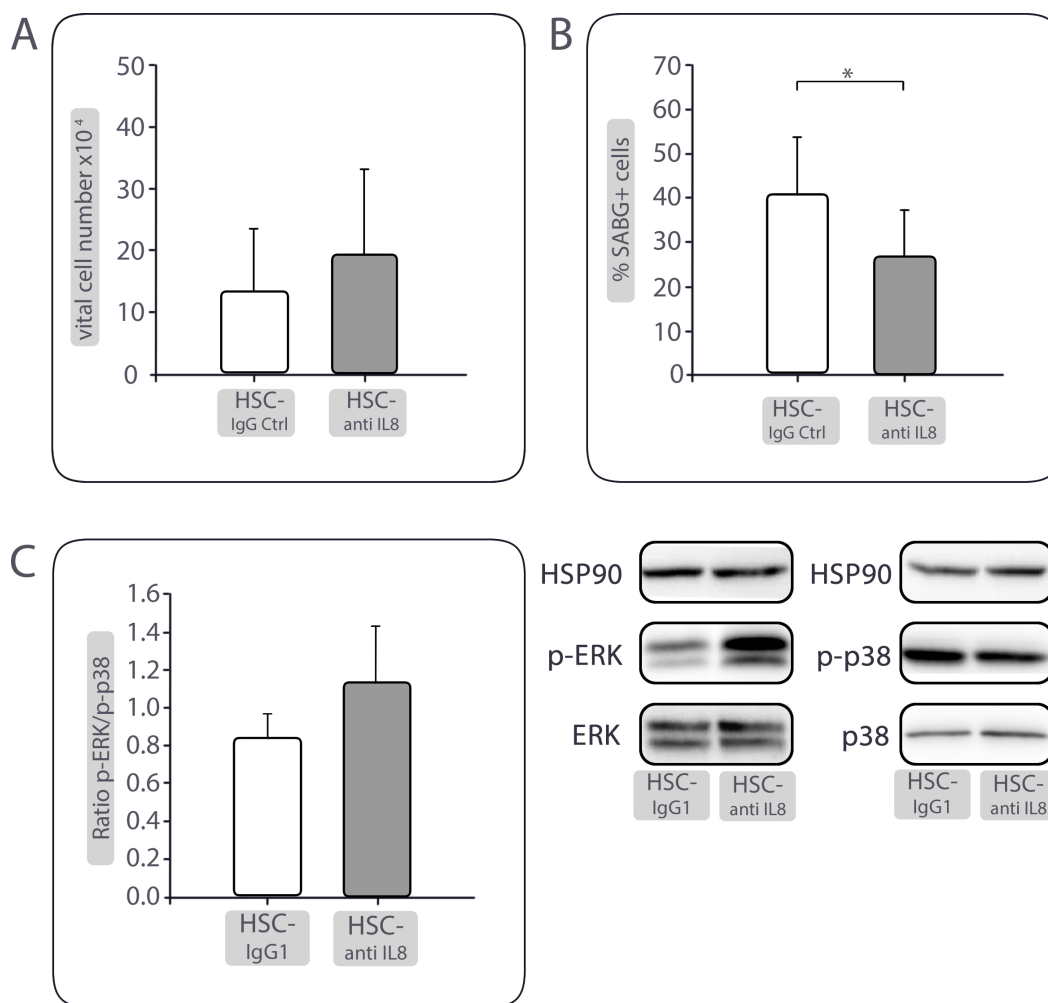 A
vital cell number x10 4
50
40
30
20
10
0
HSC-
IgG Ctrl
HSC-
anti IL8
B
% SABG+ cells
70
60
50
40
30
20
10
0
*
HSC-
IgG Ctrl
HSC-
anti IL8
C
Ratio p-ERK/p-p38
1.6
1.4
1.2
1.0
0.8
0.6
0.4
0.2
0.0
HSC-
IgG1
HSC-
anti IL8
HSP90
p-ERK
ERK
HSC-
IgG1
HSC-
anti IL8
HSP90
p-p38
p38
HSC-
IgG1
HSC-
anti IL8